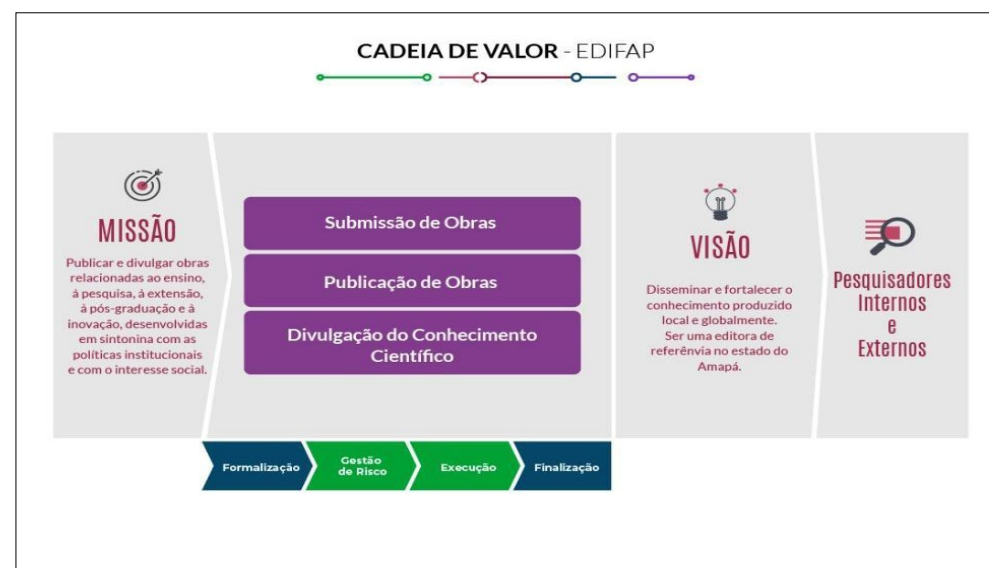 CADEIA DE VALOR - EDIFAP
MISSÃO
Publicar e divulgar obras
relacionadas ao ensino,
à pesquisa, à extensão,
à pós-graduação e à
inovação, desenvolvidas
em sintonina com as
políticas institucionais
e com o interesse social.
Submissão de Obras
Publicação de Obras
Divulgação do Conhecimento
Científico
VISÃO
Disseminar e fortalecer o
conhecimento produzido
local e globalmente.
Ser uma editora de
referênvia no estado do
Amapá.
Pesquisadores
Internos
e
Externos
Formalização
Gestão
de Risco
Execução
Finalização